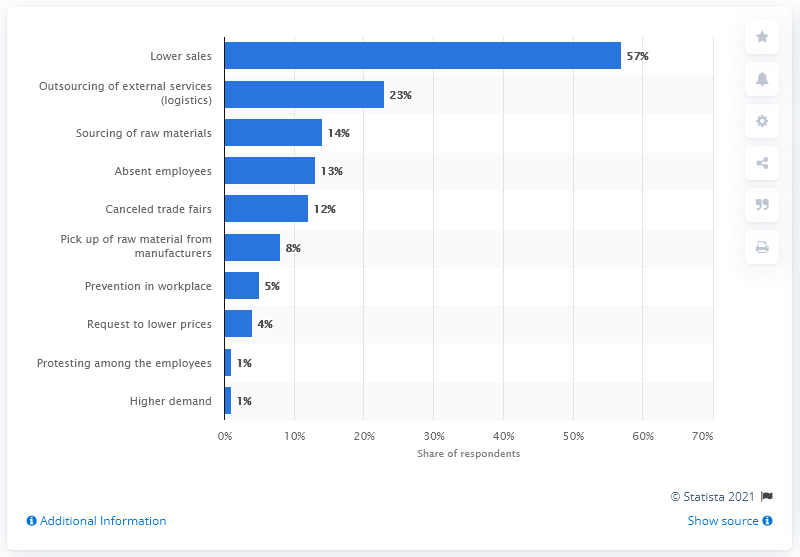 Lower sales
57%
Outsourcing of external services
(logistics)
23%
Sourcing of raw materials
14%
Absent employees
13%
Canceled trade fairs
12%
Pick up of raw material from
manufacturers
8%
Prevention in workplace
5%
Request to lower prices
4%
Protesting among the employees
1%
Higher demand
1%
0% 10% 20% 30% 40% 50% 60% 70%
Share of respondents
© Statista 2021
Additional Information
Show source